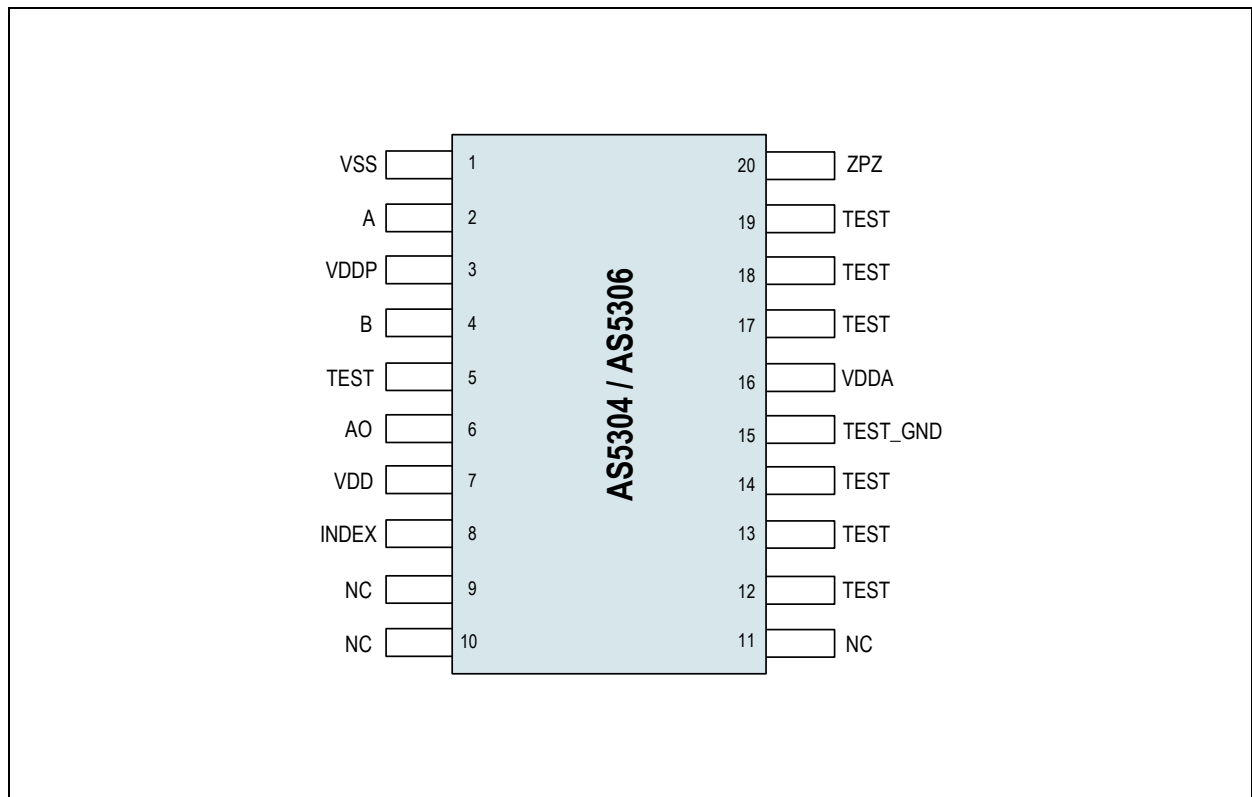 VSS 1 20 ZPZ
A 2 19 TEST
VDDP 3 18 TEST
B 4 17 TEST
TEST 5 16 VDDA
AO 6 15 TEST_GND
VDD 7 14 TEST
INDEX 8 13 TEST
NC 9 12 TEST
NC 10 11 NC
AS5304 / AS5306